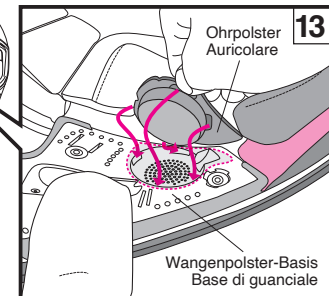 13
Ohrpolster
Auricolare
Wangenpolster-Basis
Base di guanciale